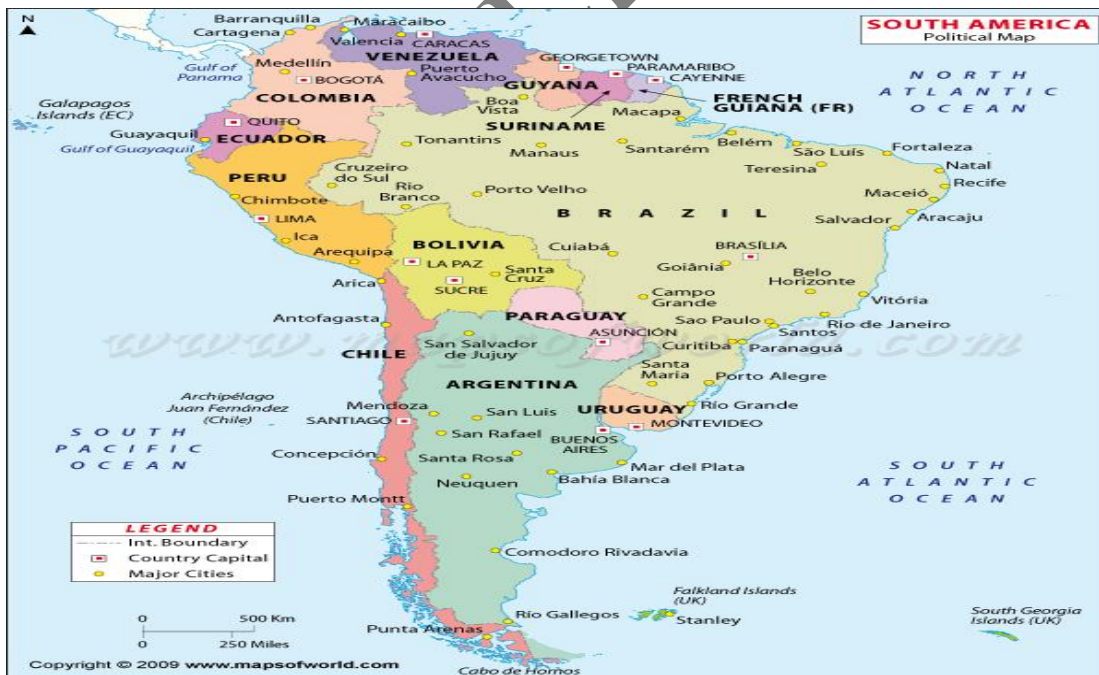 N
SOUTH AMERICA
Political Map
Barranquilla
Cartagena
Maracaibo
Valencia
CARACAS
VENEZUELA
GEORGETOWN
PARAMARIBO
CAYENNE
Gulf of
Panama
Medellín
BOGOTÁ
COLOMBIA
Puerto
Avacucho
GUYANA
Boa
Vista
SURINAME
FRENCH
GUIANA (FR)
Macapa
NORTH
ATLANTIC
OCEAN
Galapagos
Islands (EC)
QUITO
Guayaquil
ECUADOR
Gulf of Guayaquil
Tonantins
Manaus
Santarém
Belém
São Luís
Fortaleza
Teresina
Natal
Recife
Maceió
Aracaju
Salvador
PERU
Cruzeiro
do Sul
Rio
Branco
Porto Velho
Chimbote
LIMA
Ica
Arequipa
BRAZIL
BOLIVIA
LA PAZ
Santa
Cruz
SUCRE
Cuiabá
BRASÍLIA
Goiânia
Belo
Horizonte
Vitória
Campo
Grande
Arica
Antofagasta
PARAGUAY
ASUNCIÓN
Sao Paulo
Santos
Rio de Janeiro
Curitiba
Paranaguá
www.mapsofworld.com
CHILE
San Salvador
de Jujuy
Santa
Maria
Porto Alegre
ARGENTINA
Archipélago
Juan Fernández
(Chile)
Mendoza
SANTIAGO
San Luis
San Rafael
URUGUAY
Río Grande
MONTEVIDEO
BUENOS
AIRES
SOUTH
PACIFIC
OCEAN
Concepción
Santa Rosa
Neuquen
Mar del Plata
Bahía Blanca
SOUTH
ATLANTIC
OCEAN
Puerto Montt
LEGEND
Int. Boundary
Country Capital
Major Cities
Comodoro Rivadavia
Falkland Islands
(UK)
Stanley
South Georgia
Islands (UK)
0 500 Km
0 250 Miles
Río Gallegos
Punta Arenas
Cabo de Hornos
Copyright © 2009 www.mapsofworld.com